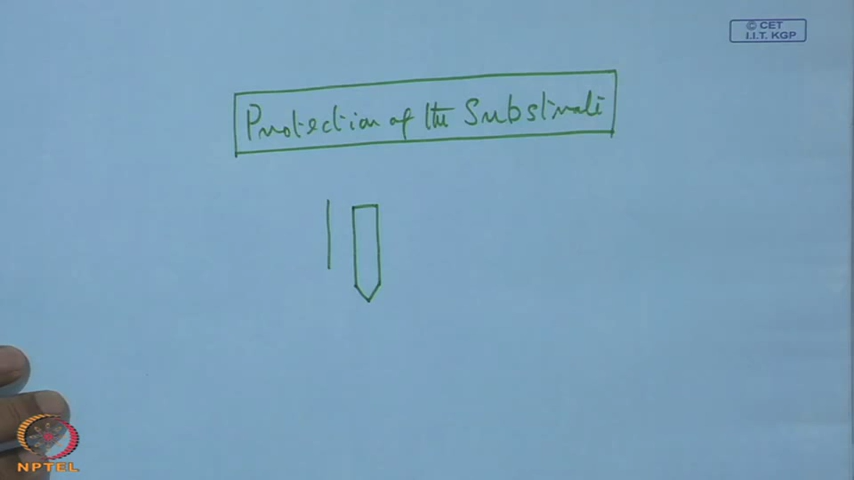 © CET
I.I.T. KGP
Protection of the Substrate
NPTEL